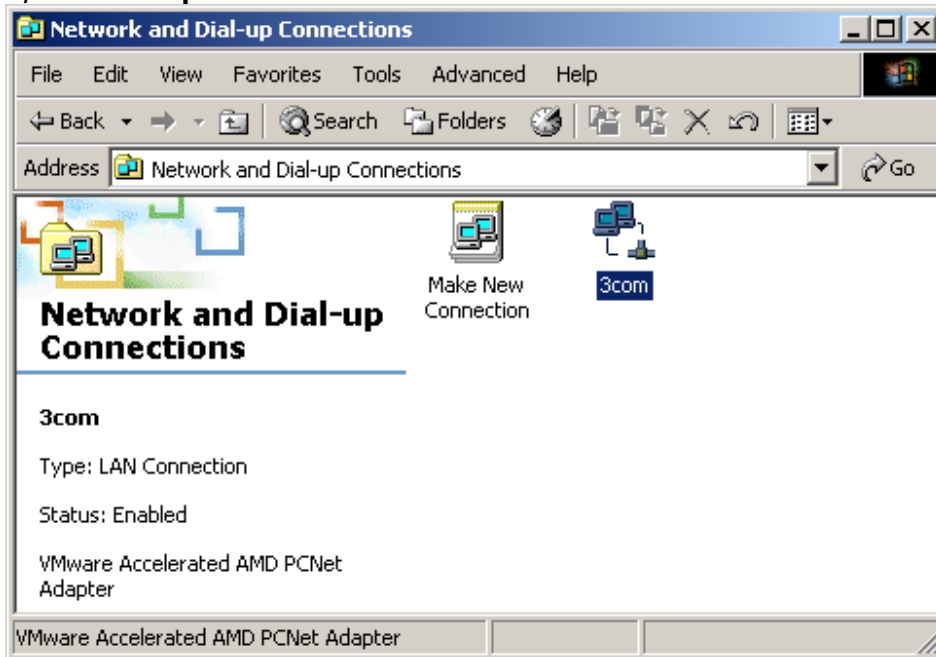 Network and Dial-up Connections
File Edit View Favorites Tools Advanced Help
Back Search Folders
Address Network and Dial-up Connections Go
Make New
Connection
3com
Network and Dial-up
Connections
3com
Type: LAN Connection
Status: Enabled
VMware Accelerated AMD PCNet
Adapter
VMware Accelerated AMD PCNet Adapter